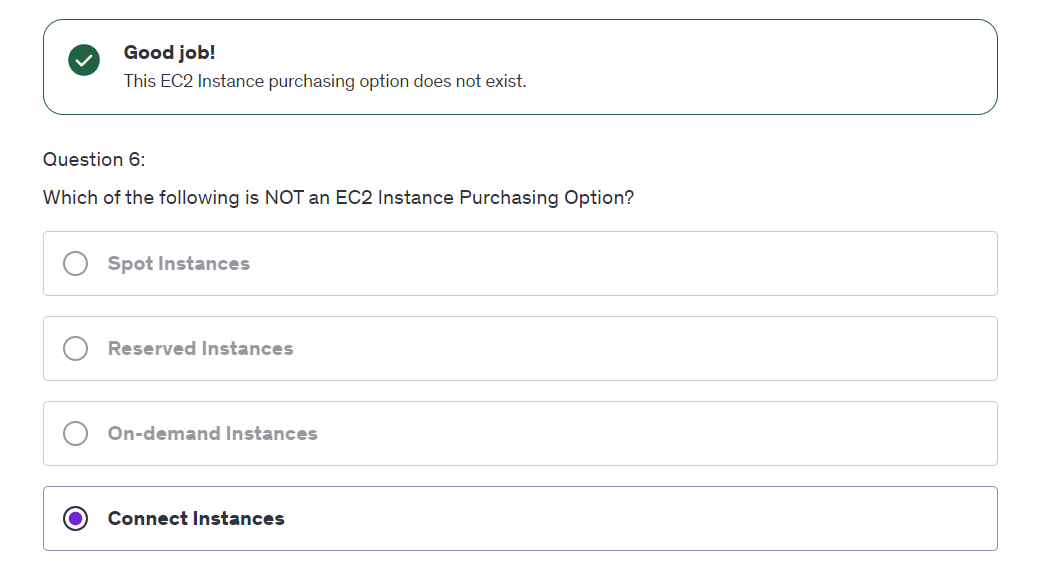 Good job!
This EC2 Instance purchasing option does not exist.
Question 6:
Which of the following is NOT an EC2 Instance Purchasing Option?
Spot Instances
Reserved Instances
On-demand Instances
Connect Instances